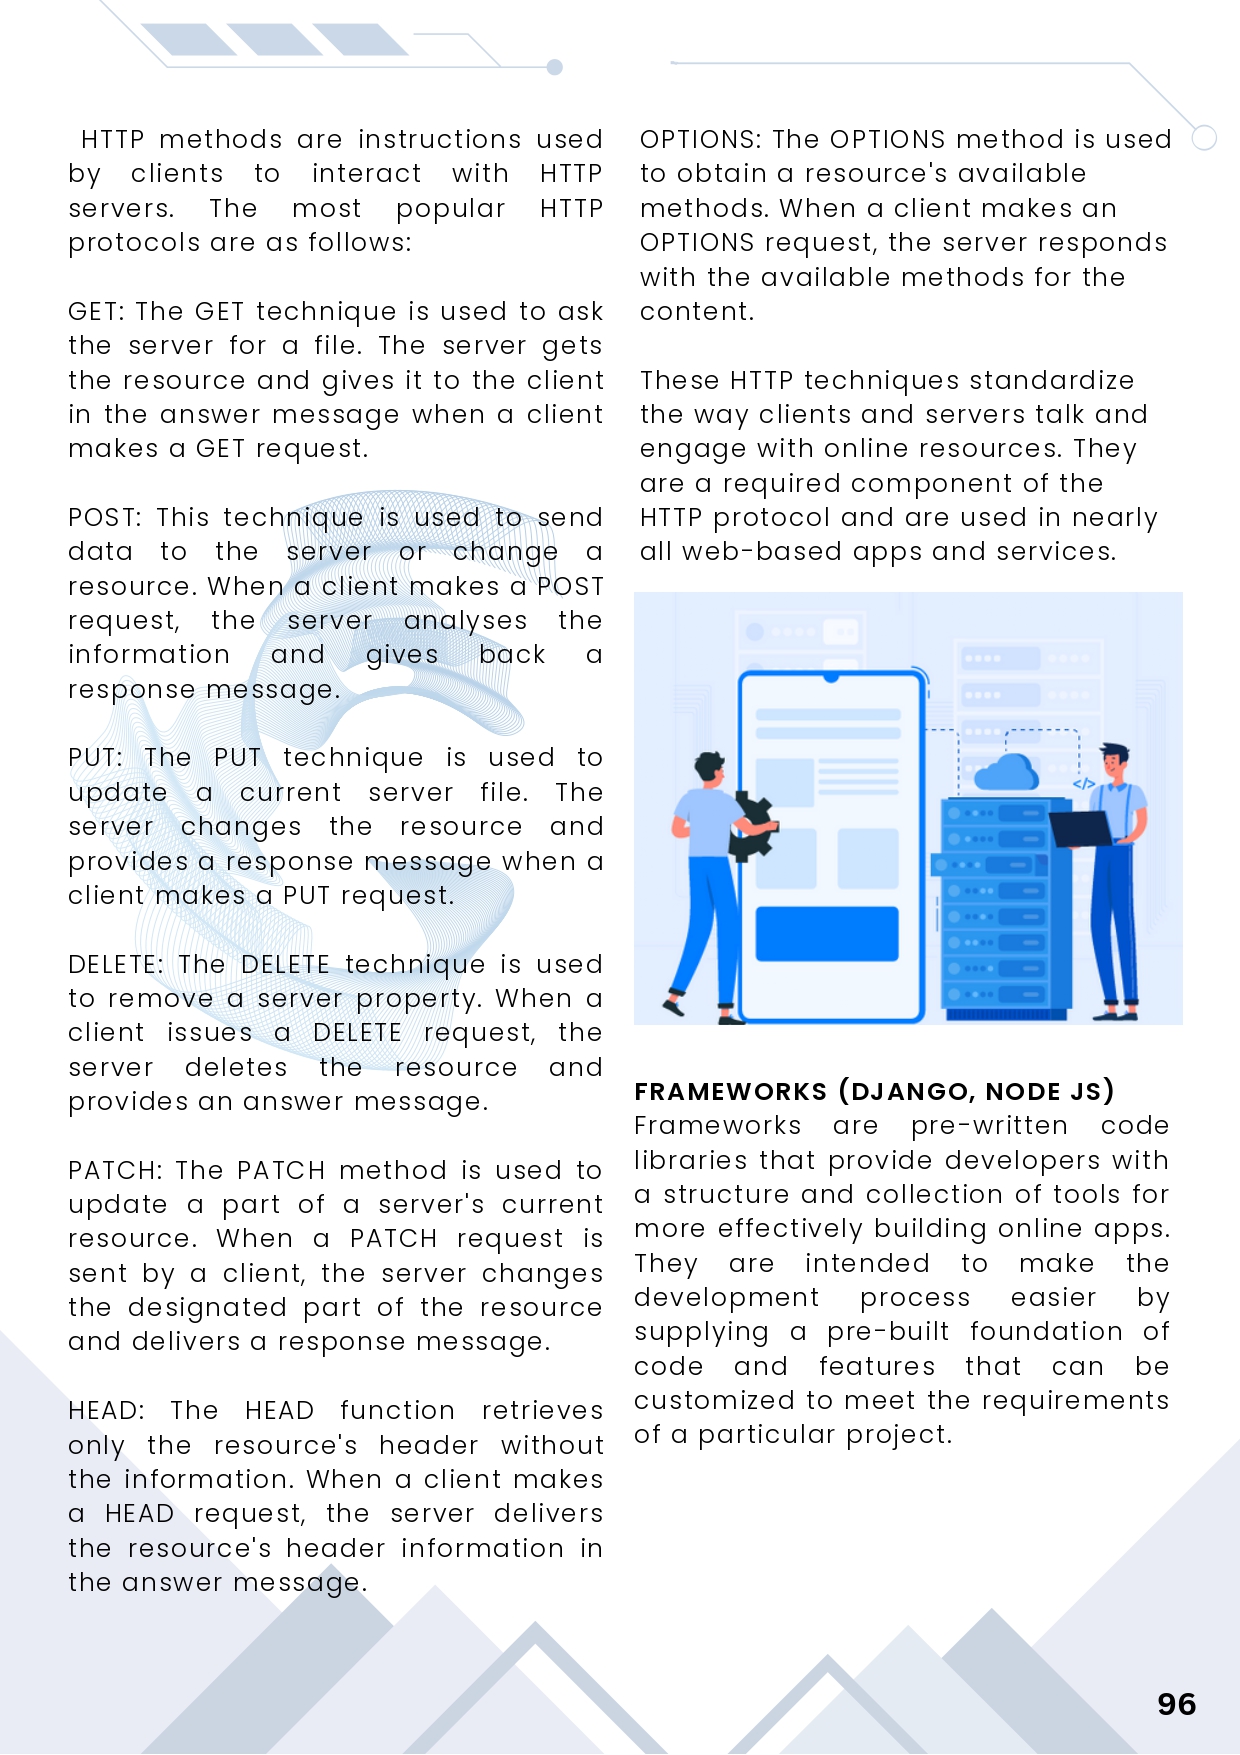 HTTP methods are instructions used
by clients to interact with HTTP
servers. The most popular HTTP
protocols are as follows:
GET: The GET technique is used to ask
the server for a file. The server gets
the resource and gives it to the client
in the answer message when a client
makes a GET request.
POST: This technique is used to send
data to the server or change a
resource. When a client makes a POST
request, the server analyses the
information and gives back a
response message.
PUT: The PUT technique is used to
update a current server file. The
server changes the resource and
provides a response message when a
client makes a PUT request.
DELETE: The DELETE technique is used
to remove a server property. When a
client issues a DELETE request, the
server deletes the resource and
provides an answer message.
PATCH: The PATCH method is used to
update a part of a server's current
resource. When a PATCH request is
sent by a client, the server changes
the designated part of the resource
and delivers a response message.
HEAD: The HEAD function retrieves
only the resource's header without
the information. When a client makes
a HEAD request, the server delivers
the resource's header information in
the answer message.
OPTIONS: The OPTIONS method is used
to obtain a resource's available
methods. When a client makes an
OPTIONS request, the server responds
with the available methods for the
content.
These HTTP techniques standardize
the way clients and servers talk and
engage with online resources. They
are a required component of the
HTTP protocol and are used in nearly
all web-based apps and services.
</>
FRAMEWORKS (DJANGO, NODE JS)
Frameworks are pre-written code
libraries that provide developers with
a structure and collection of tools for
more effectively building online apps.
They are intended to make the
development process easier by
supplying a pre-built foundation of
code and features that can be
customized to meet the requirements
of a particular project.
96